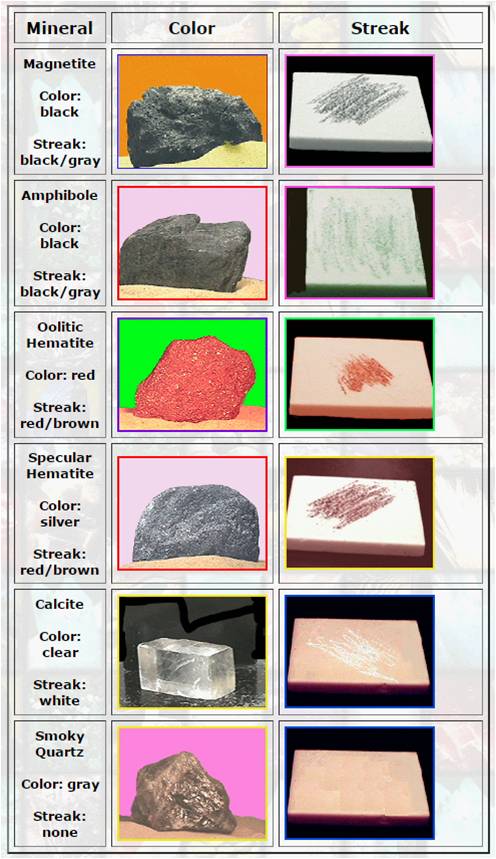 Mineral
Color
Streak
Magnetite
Color:
black
Streak:
black/gray
Amphibole
Color:
black
Streak:
black/gray
Oolitic
Hematite
Color: red
Streak:
red/brown
Specular
Hematite
Color:
silver
Streak:
red/brown
Calcite
Color:
clear
Streak:
white
Smoky
Quartz
Color: gray
Streak:
none